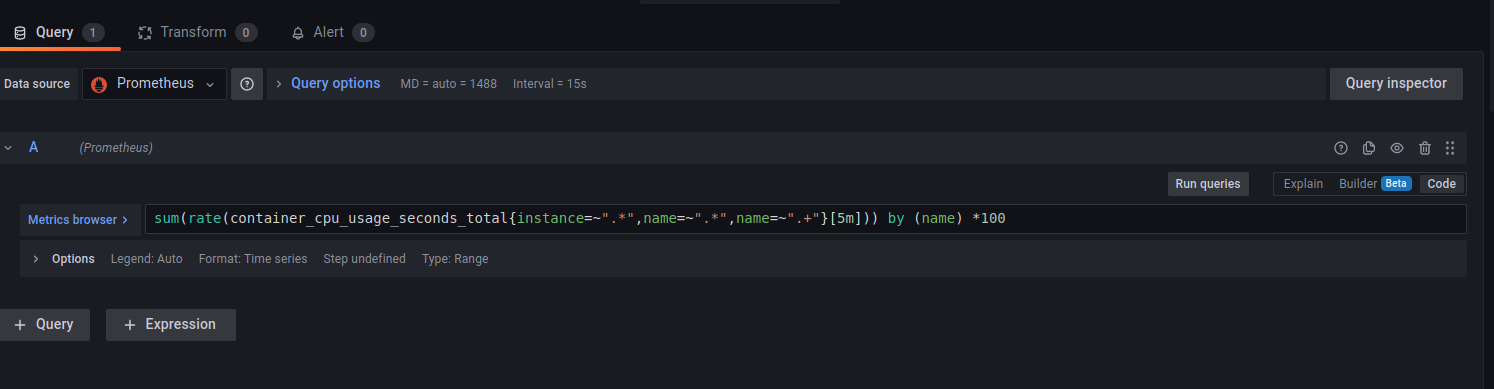 Query 1 Transform 0 Alert 0
Data source Prometheus Query options MD = auto = 1488 Interval = 15s Query inspector
A (Prometheus)
Run queries Explain Builder Beta Code
Metrics browser > sum(rate(container_cpu_usage_seconds_total{instance=~".*",name=~".*",name=~".+"}[5m])) by (name) *100
> Options Legend: Auto Format: Time series Step undefined Type: Range
+ Query + Expression